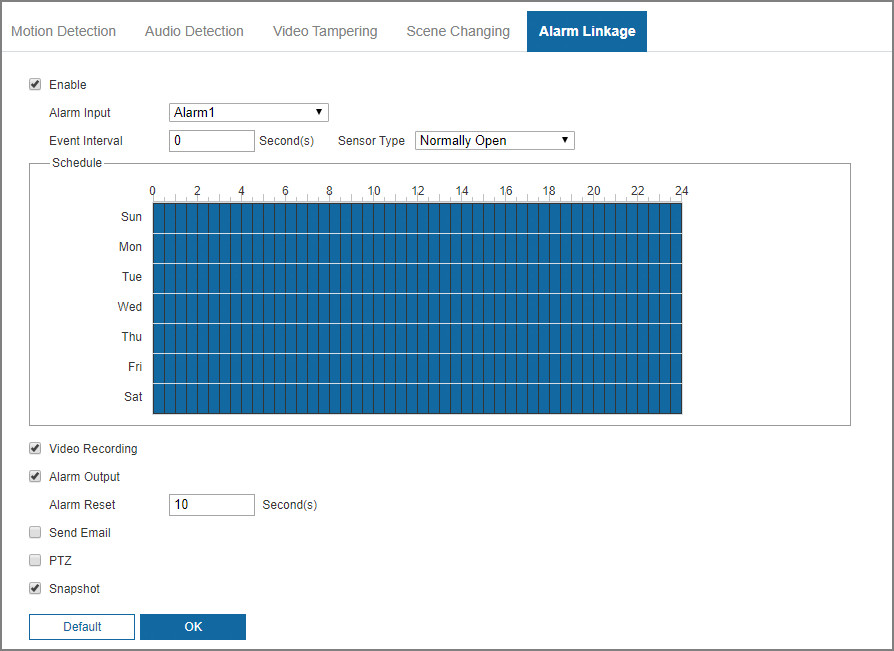 Motion Detection Audio Detection Video Tampering Scene Changing Alarm Linkage
Enable
Alarm Input Alarm1
Event Interval 0 Second(s) Sensor Type Normally Open
Schedule
0 2 4 6 8 10 12 14 16 18 20 22 24
Sun
Mon
Tue
Wed
Thu
Fri
Sat
Video Recording
Alarm Output
Alarm Reset 10 Second(s)
Send Email
PTZ
Snapshot
Default OK